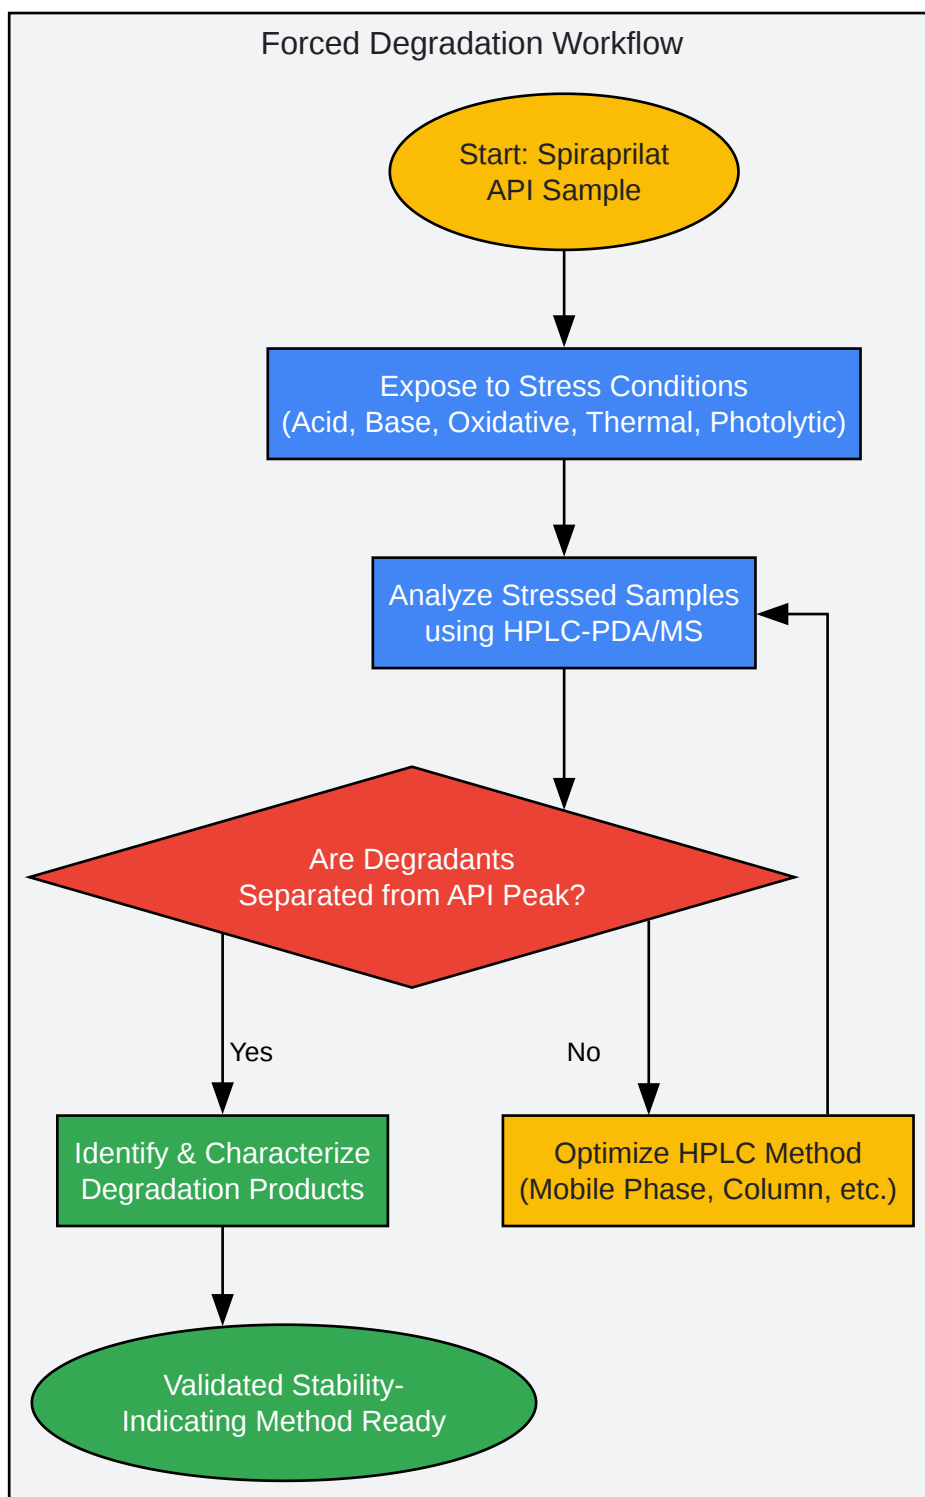 Forced Degradation Workflow
Start: Spiraprilat
API Sample
Expose to Stress Conditions
(Acid, Base, Oxidative, Thermal, Photolytic)
Analyze Stressed Samples
using HPLC-PDA/MS
Are Degradants
Separated from API Peak?
Yes
No
Identify & Characterize
Degradation Products
Optimize HPLC Method
(Mobile Phase, Column, etc.)
Validated Stability-
Indicating Method Ready